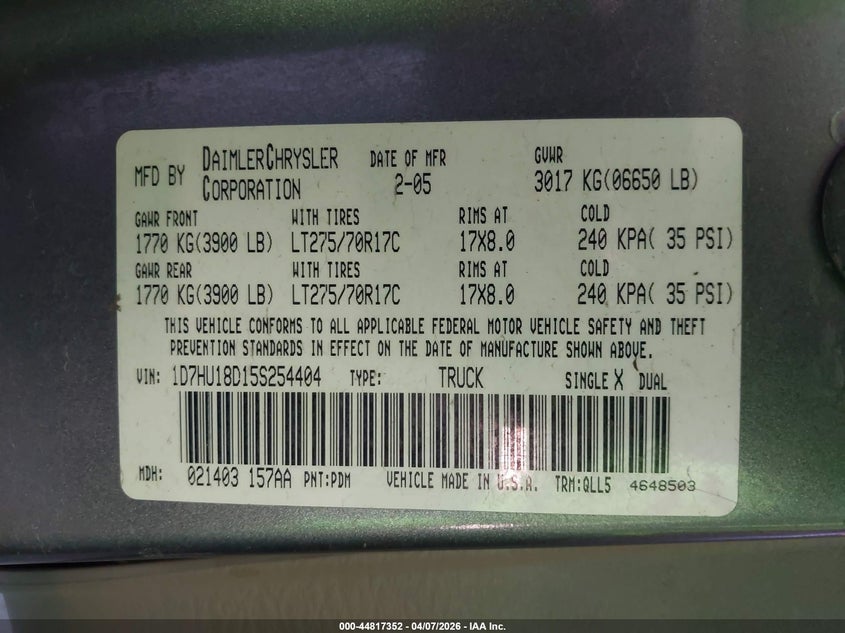 MFD BY DAIMLERCHRYSLER CORPORATION DATE OF MFR 2-05 GVWR 3017 KG(06650 LB)
GAWR FRONT WITH TIRES RIMS AT COLD
1770 KG(3900 LB) LT275/70R17C 17X8.0 240 KPA( 35 PSI)
GAWR REAR WITH TIRES RIMS AT COLD
1770 KG(3900 LB) LT275/70R17C 17X8.0 240 KPA( 35 PSI)
THIS VEHICLE CONFORMS TO ALL APPLICABLE FEDERAL MOTOR VEHICLE SAFETY AND THEFT
PREVENTION STANDARDS IN EFFECT ON THE DATE OF MANUFACTURE SHOWN ABOVE.
VIN: 1D7HU18D15S254404 TYPE: TRUCK SINGLE X DUAL
MDH: 021403 157AA PNT:PDM VEHICLE MADE IN U.S.A. TRM:QLL5 4648503
000-44817352 - 04/07/2026 - IAA Inc.